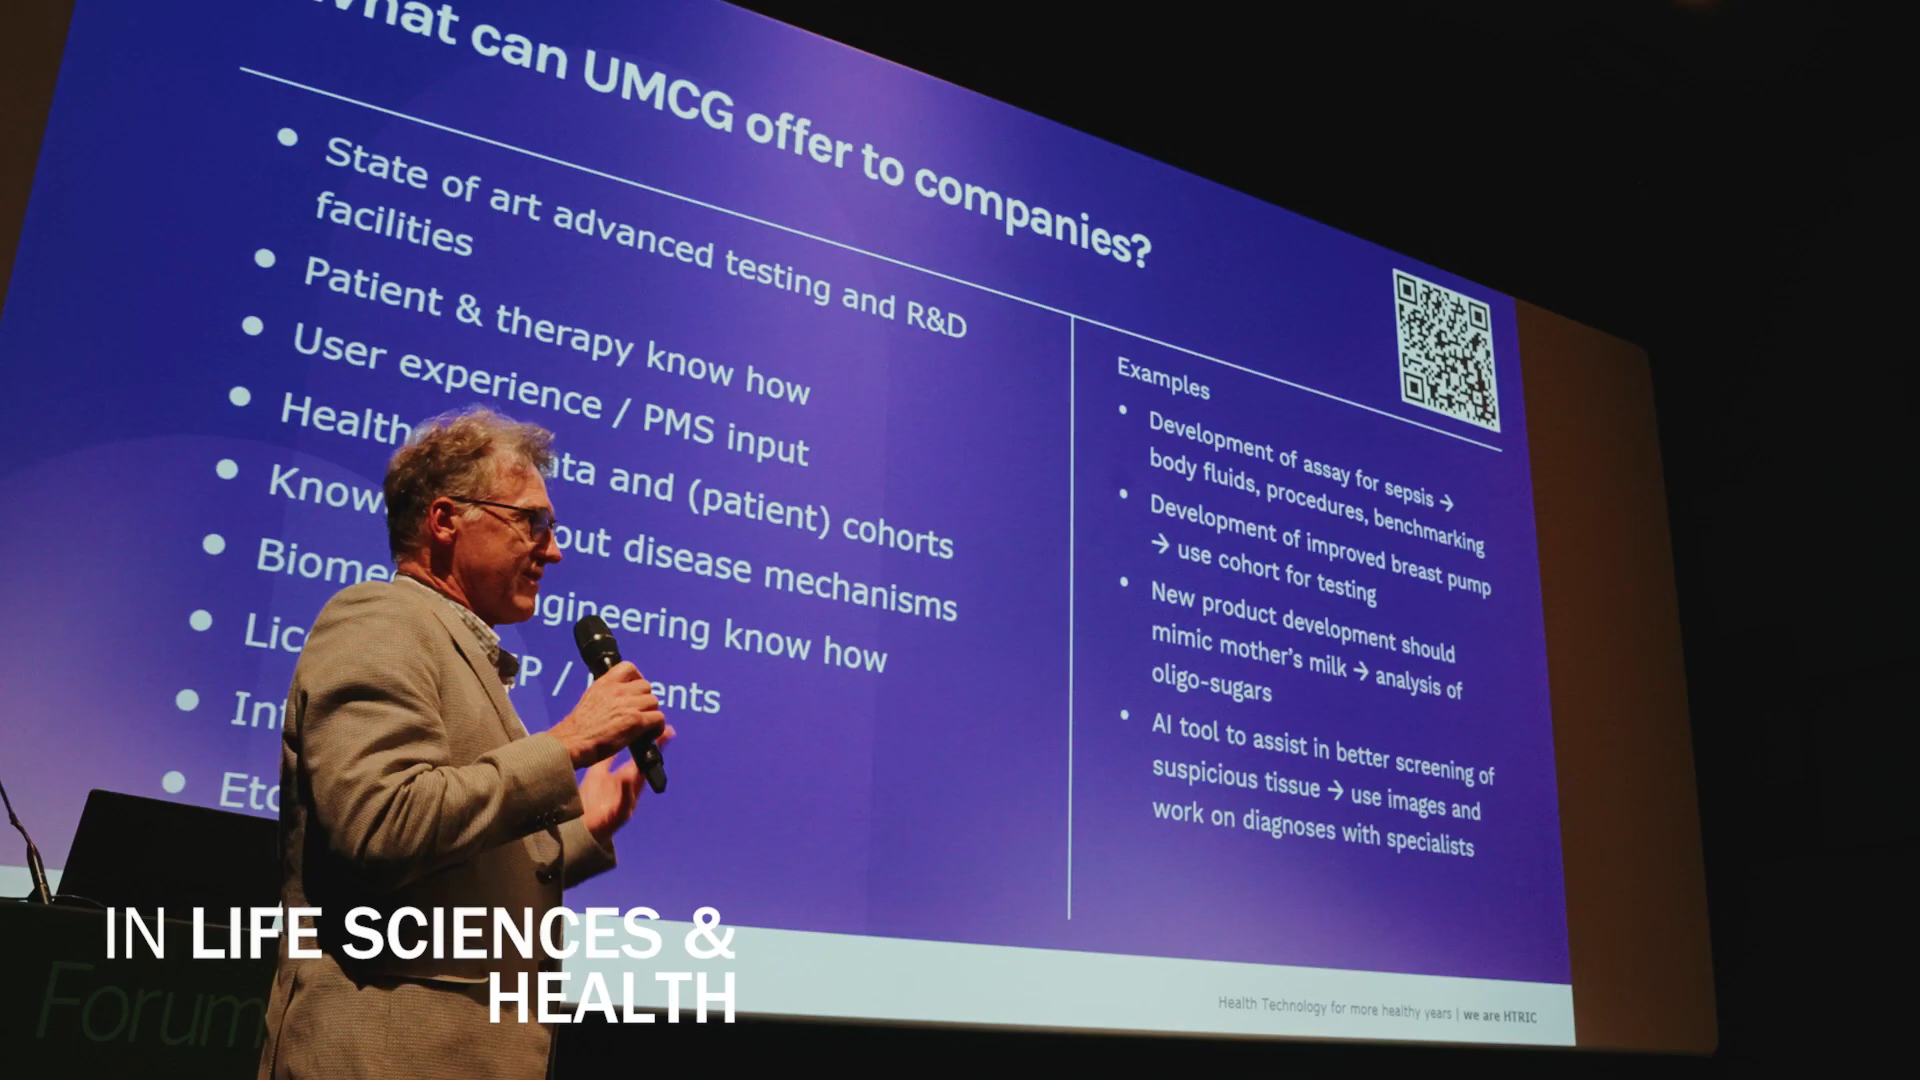 What can UMCG offer to companies?
State of art advanced testing and R&D
facilities
Patient & therapy know how
User experience / PMS input
Health ata and (patient) cohorts
Know out disease mechanisms
Biome gineering know how
Lic P / ents
Int
Etc
Examples
Development of assay for sepsis →
body fluids, procedures, benchmarking
Development of improved breast pump
→ use cohort for testing
New product development should
mimic mother's milk → analysis of
oligo-sugars
AI tool to assist in better screening of
suspicious tissue → use images and
work on diagnoses with specialists
Health Technology for more healthy years | we are HTRIC
IN LIFE SCIENCES &
HEALTH
Forum